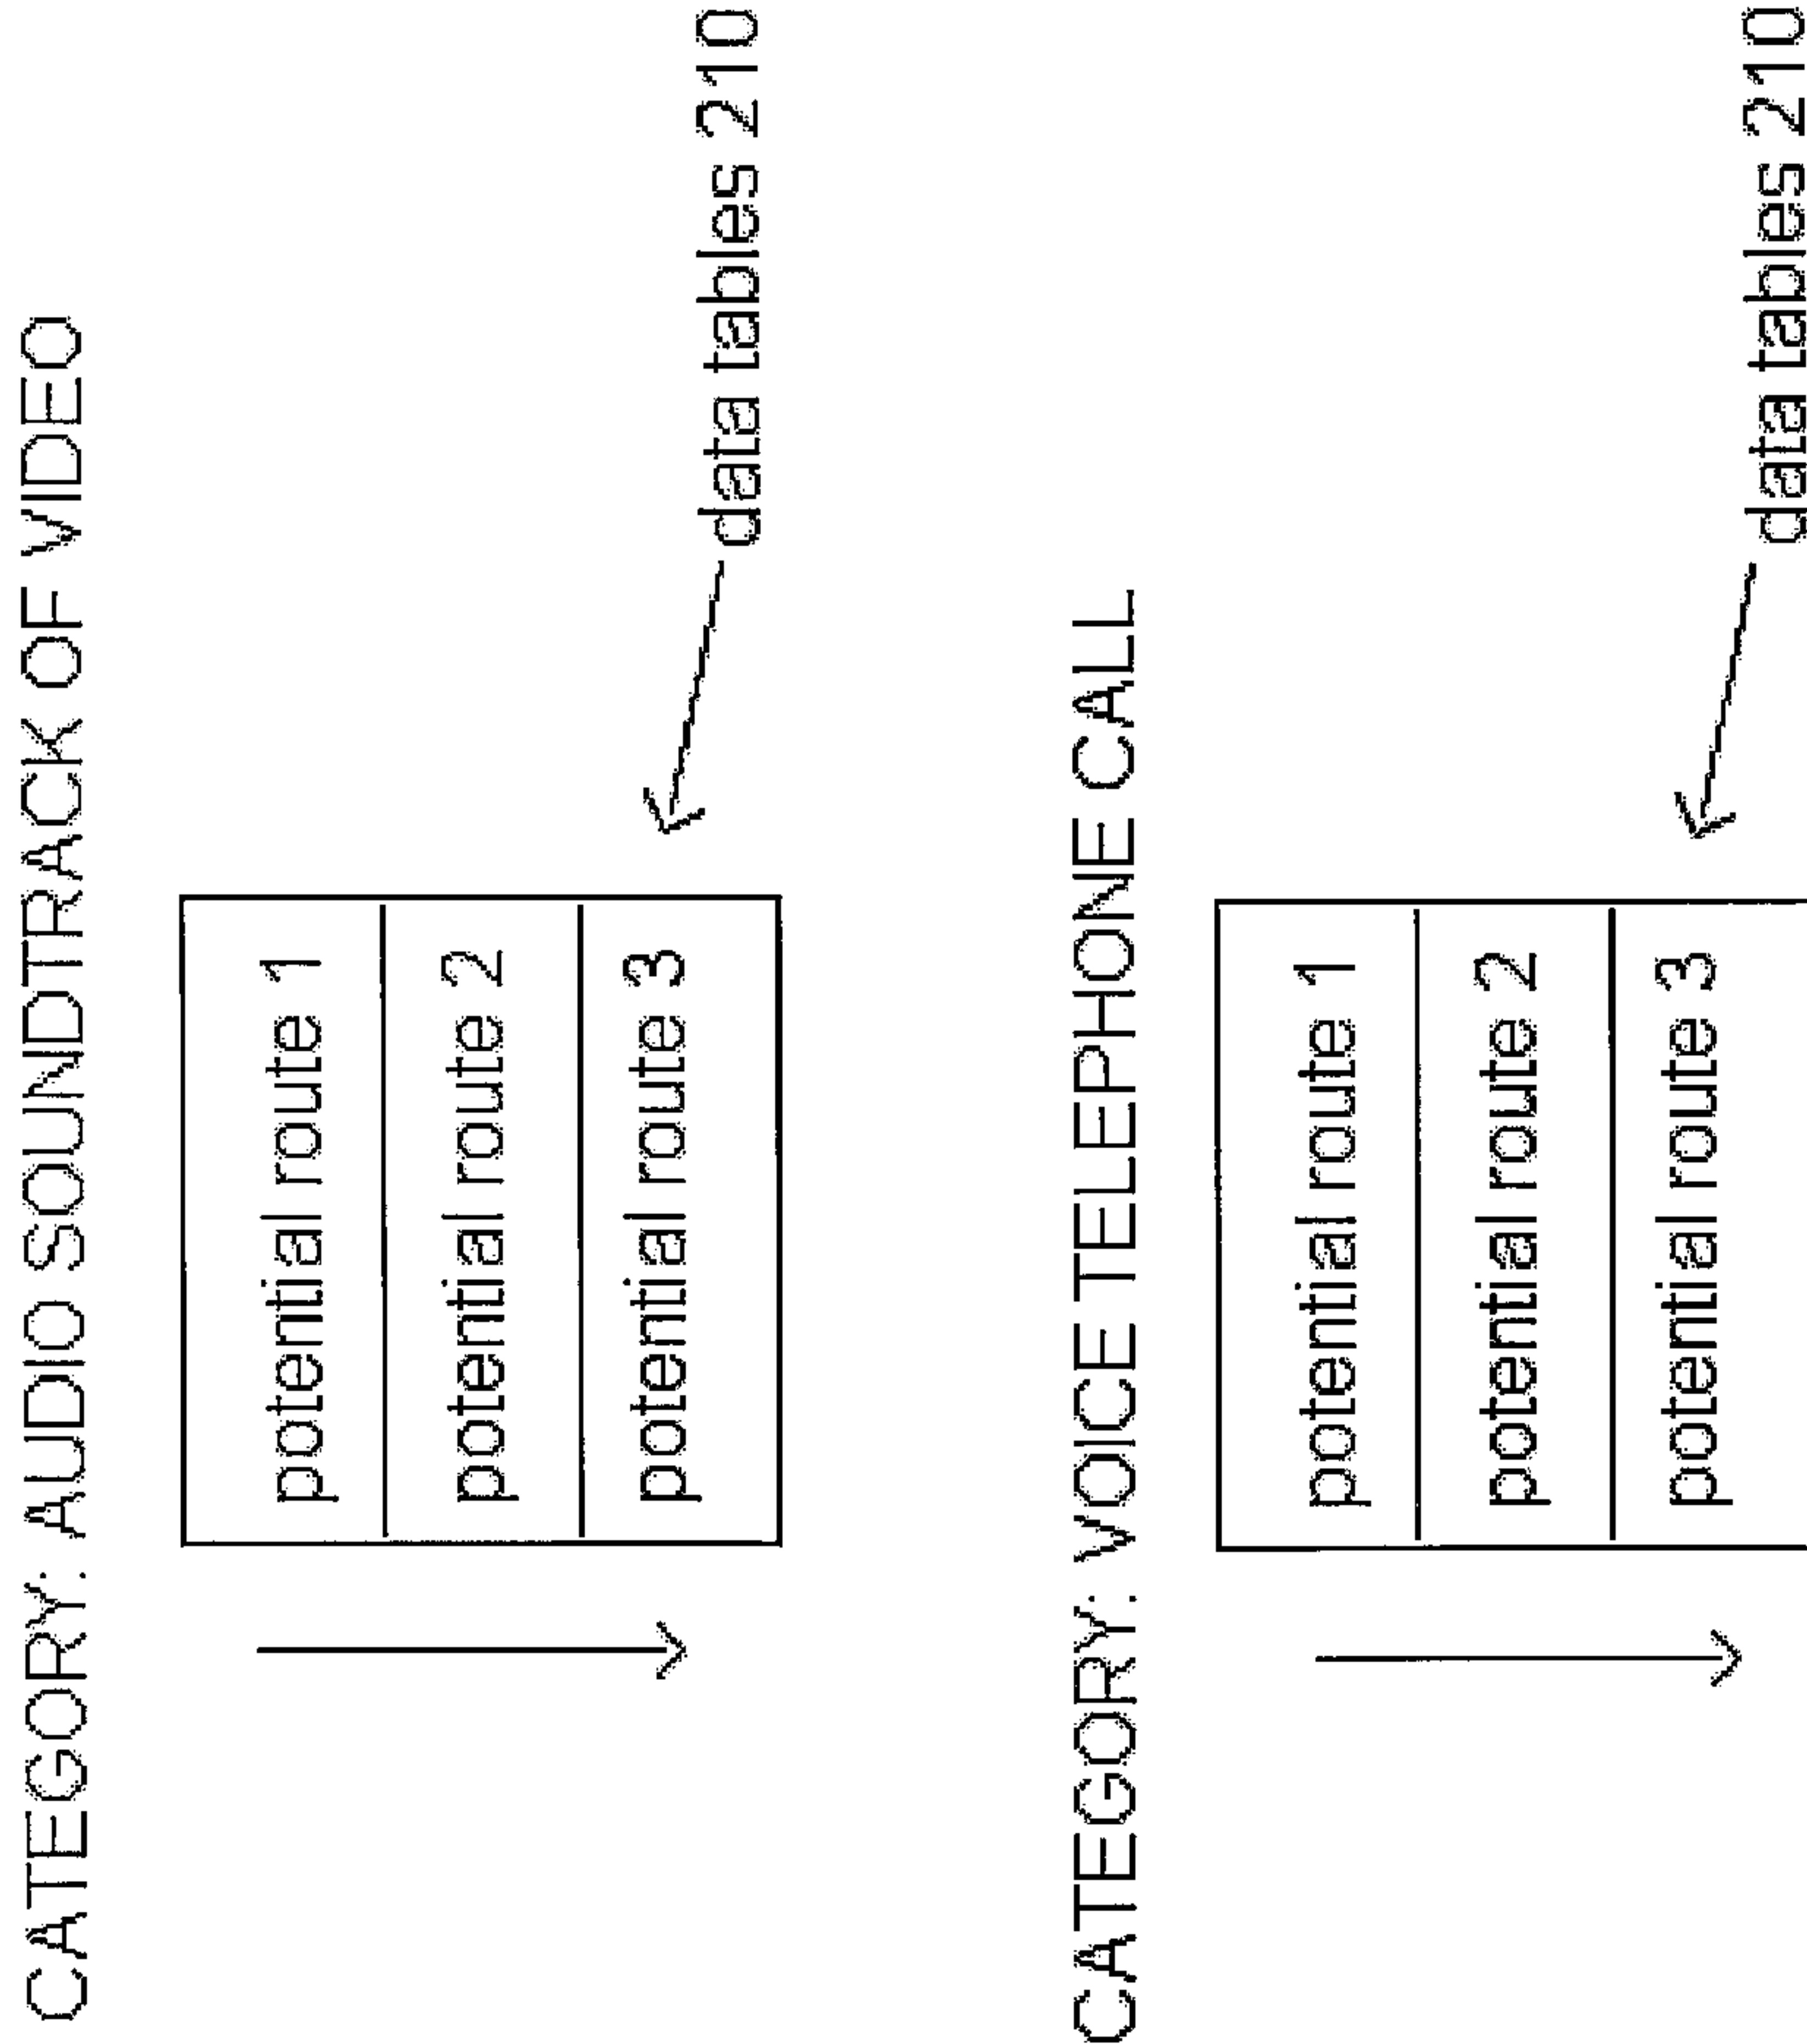 CATEGORY: AUDIO SOUNDTRACK OF VIDEO
potential route 1
potential route 2
potential route 3
data tables 210
CATEGORY: VOICE TELEPHONE CALL
potential route 1
potential route 2
potential route 3
data tables 210